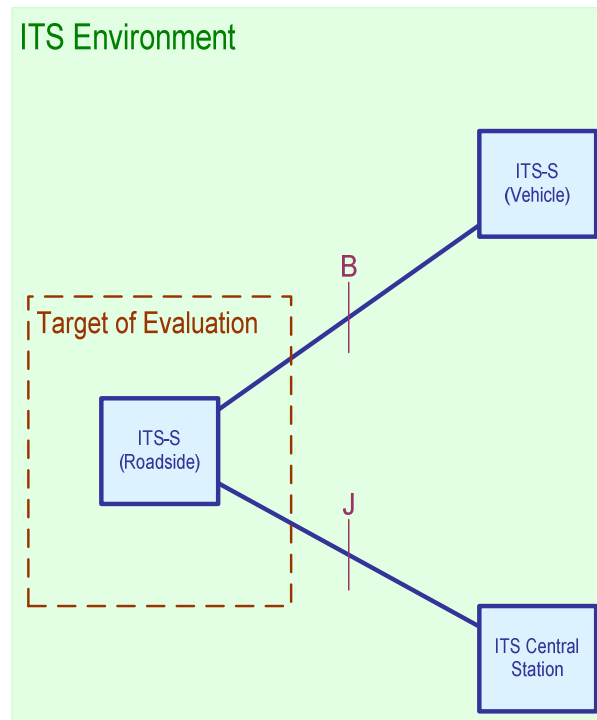 ITS Environment
ITS-S
(Vehicle)
B
Target of Evaluation
ITS-S
(Roadside)
J
ITS Central
Station